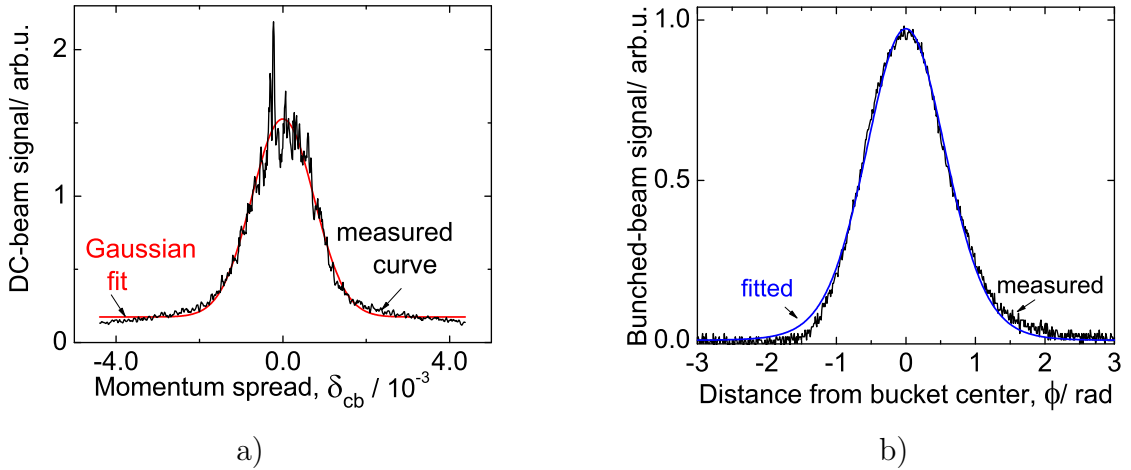 DC-beam signal/ arb.u.
2
1
0
Gaussian
fit
measured
curve
-4.0 0.0 4.0
Momentum spread, δcb / 10-3
a)
Bunched-beam signal/ arb.u.
1.0
0.5
0.0
fitted
measured
-3 -2 -1 0 1 2 3
Distance from bucket center, ϕ/ rad
b)